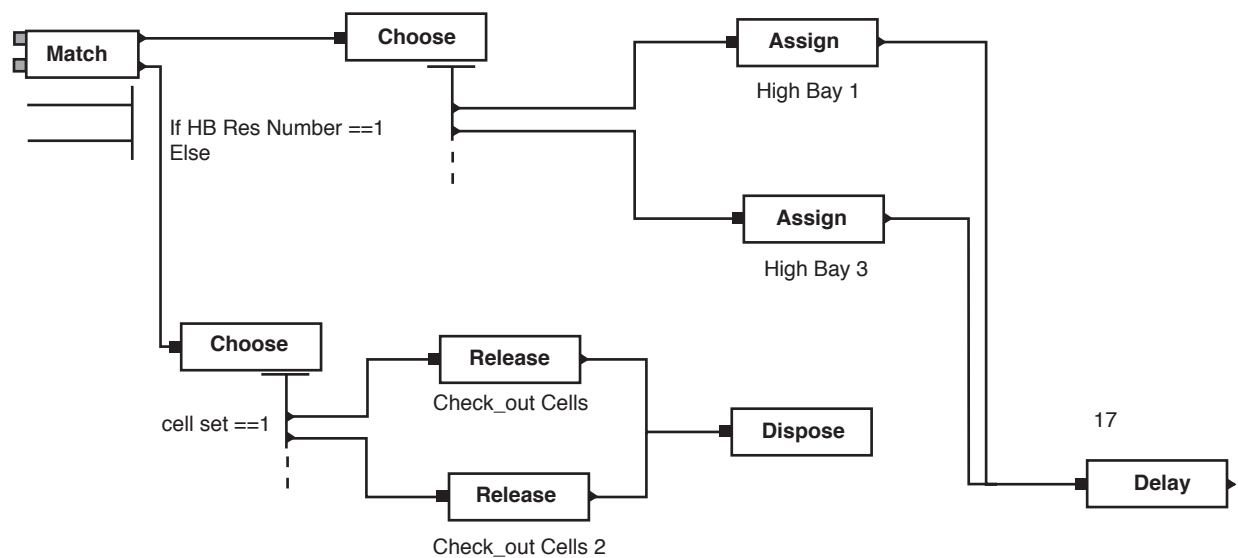 Match
Choose
Assign
High Bay 1
If HB Res Number ==1
Else
Assign
High Bay 3
Choose
cell set ==1
Release
Check_out Cells
Dispose
Release
Check_out Cells 2
17
Delay